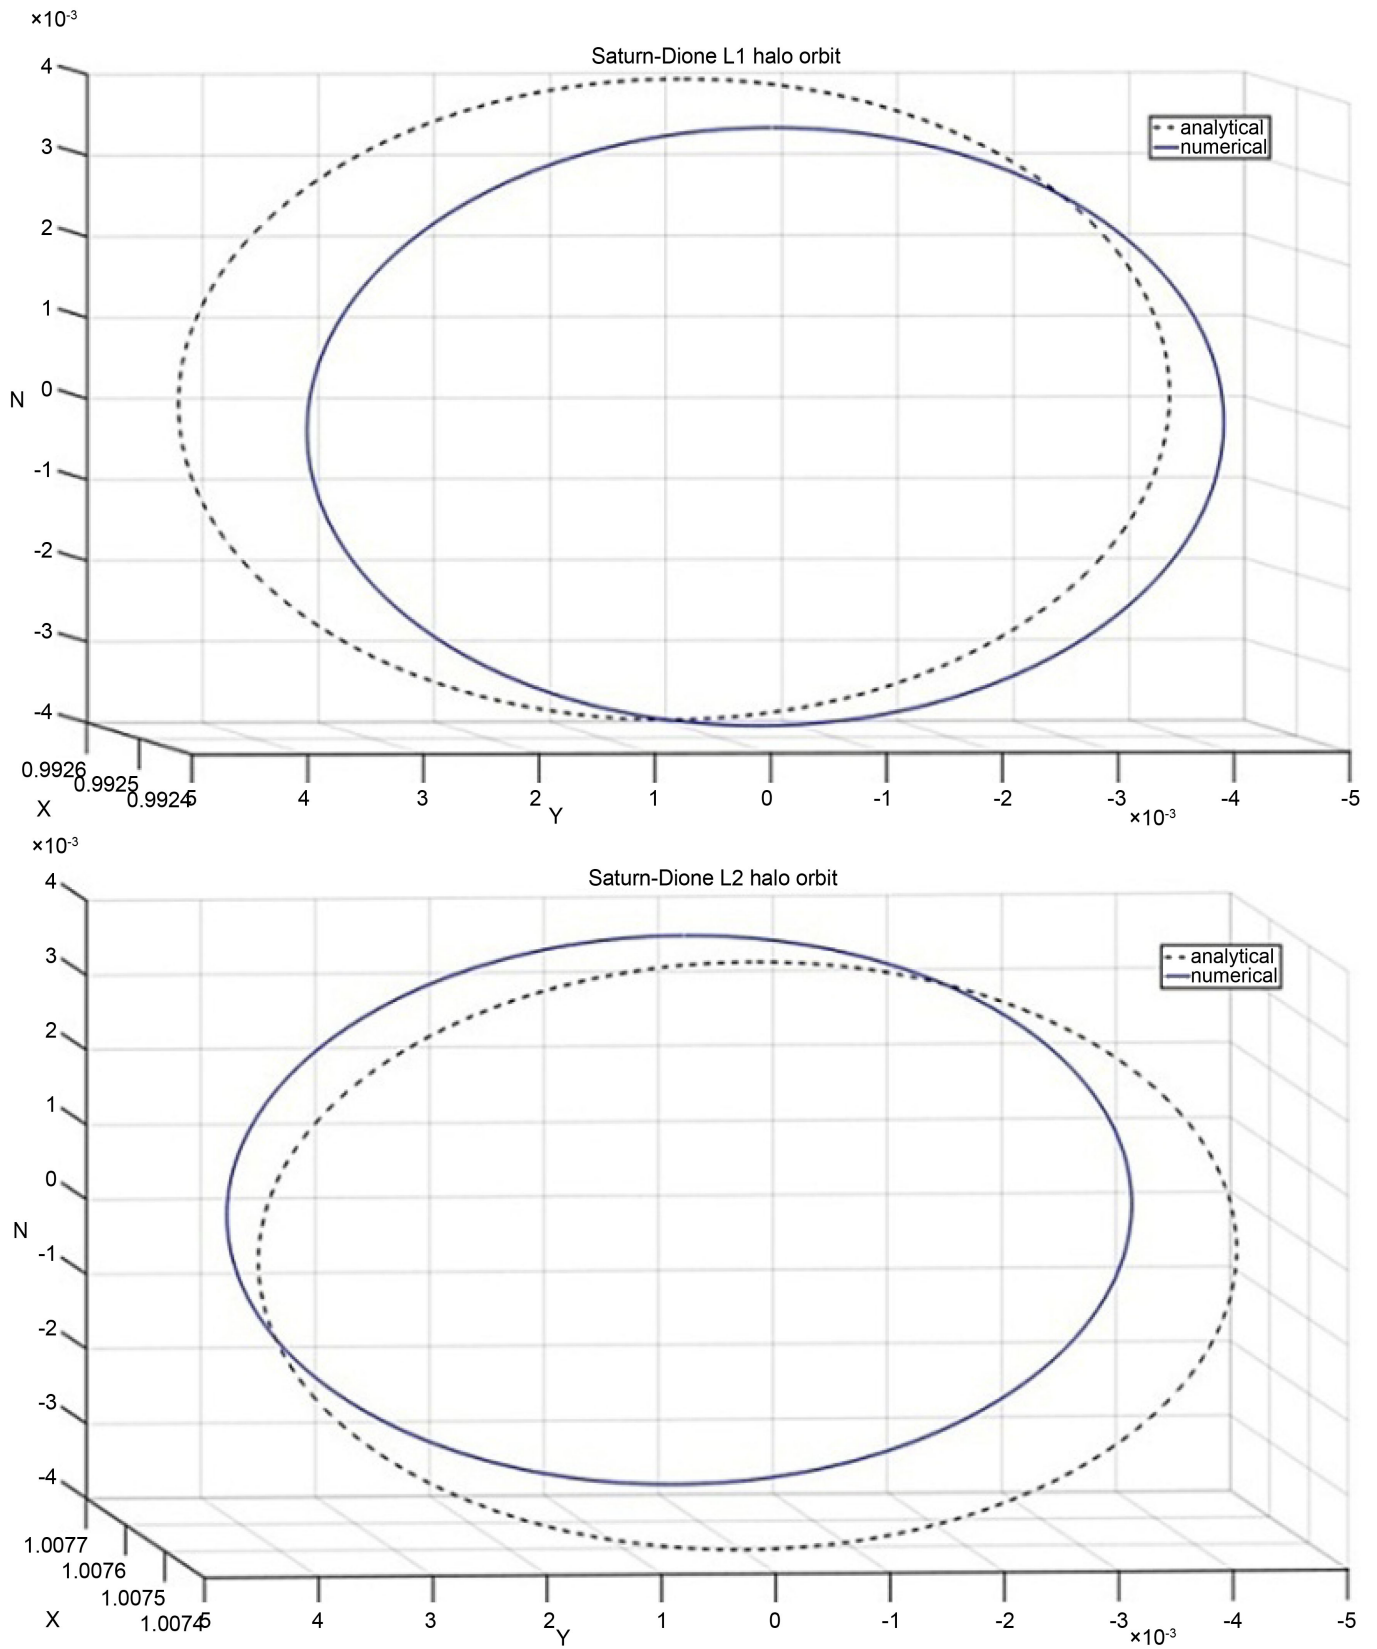 ×10-3
Saturn-Dione L1 halo orbit
analytical
numerical
4
3
2
1
0
-1
-2
-3
-4
N
0.9926
0.9925
0.9924
X
5 4 3 2 1 0 -1 -2 -3 -4 -5
Y
×10-3
×10-3
Saturn-Dione L2 halo orbit
analytical
numerical
4
3
2
1
0
-1
-2
-3
-4
N
1.0077
1.0076
1.0075
1.0074
X
5 4 3 2 1 0 -1 -2 -3 -4 -5
Y
×10-3